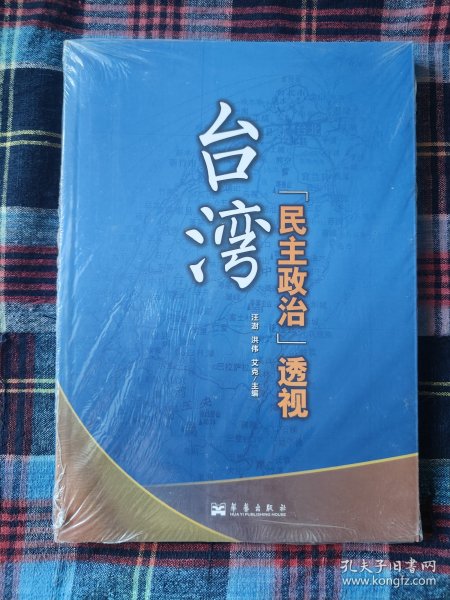 台湾
「民主政治」透视
汪澍 洪伟 艾克/主编
华艺出版社
HUA YI PUBLISHING HOUSE
孔夫子旧书网
www.kongfz.com